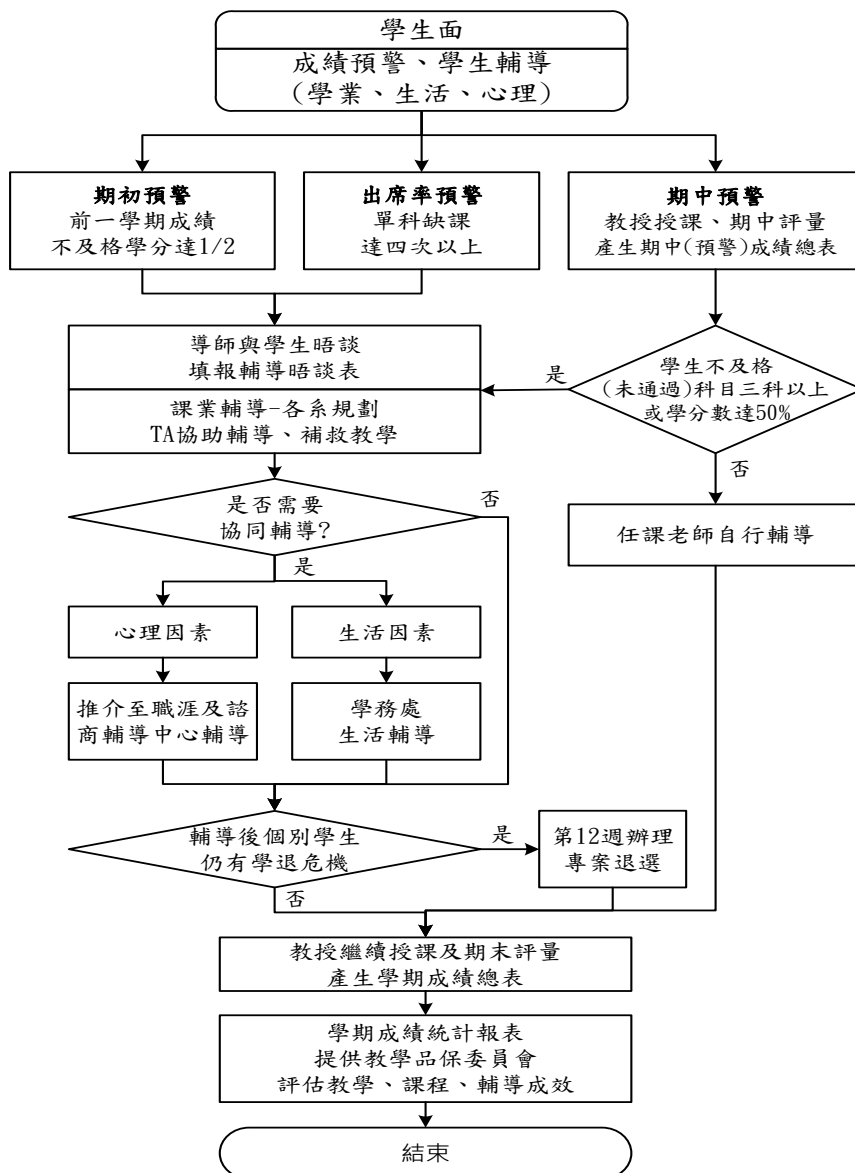 學生面
成績預警、學生輔導
(學業、生活、心理)
期初預警
前一學期成績
不及格學分達1/2
出席率預警
單科缺課
達四次以上
期中預警
教授授課、期中評量
產生期中(預警)成績總表
導師與學生晤談
填報輔導晤談表
課業輔導-各系規劃
TA協助輔導、補救教學
是
學生不及格
(未通過)科目三科以上
或學分數達50%
否
任課老師自行輔導
是否需要
協同輔導?
否
是
心理因素
生活因素
推介至職涯及諮
商輔導中心輔導
學務處
生活輔導
輔導後個別學生
仍有學退危機
是
第12週辦理
專案退選
否
教授繼續授課及期末評量
產生學期成績總表
學期成績統計報表
提供教學品保委員會
評估教學、課程、輔導成效
結束